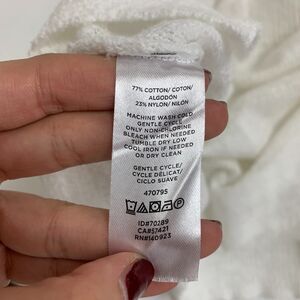 77% COTTON/ COTON/
ALGODÓN
23% NYLON/ NILÓN
MACHINE WASH COLD
GENTLE CYCLE
ONLY NON-CHLORINE
BLEACH WHEN NEEDED
TUMBLE DRY LOW
COOL IRON IF NEEDED
OR DRY CLEAN
GENTLE CYCLE/
CYCLE DÉLICAT/
CICLO SUAVE
470795
ID#70289
CA#57421
RN#140923